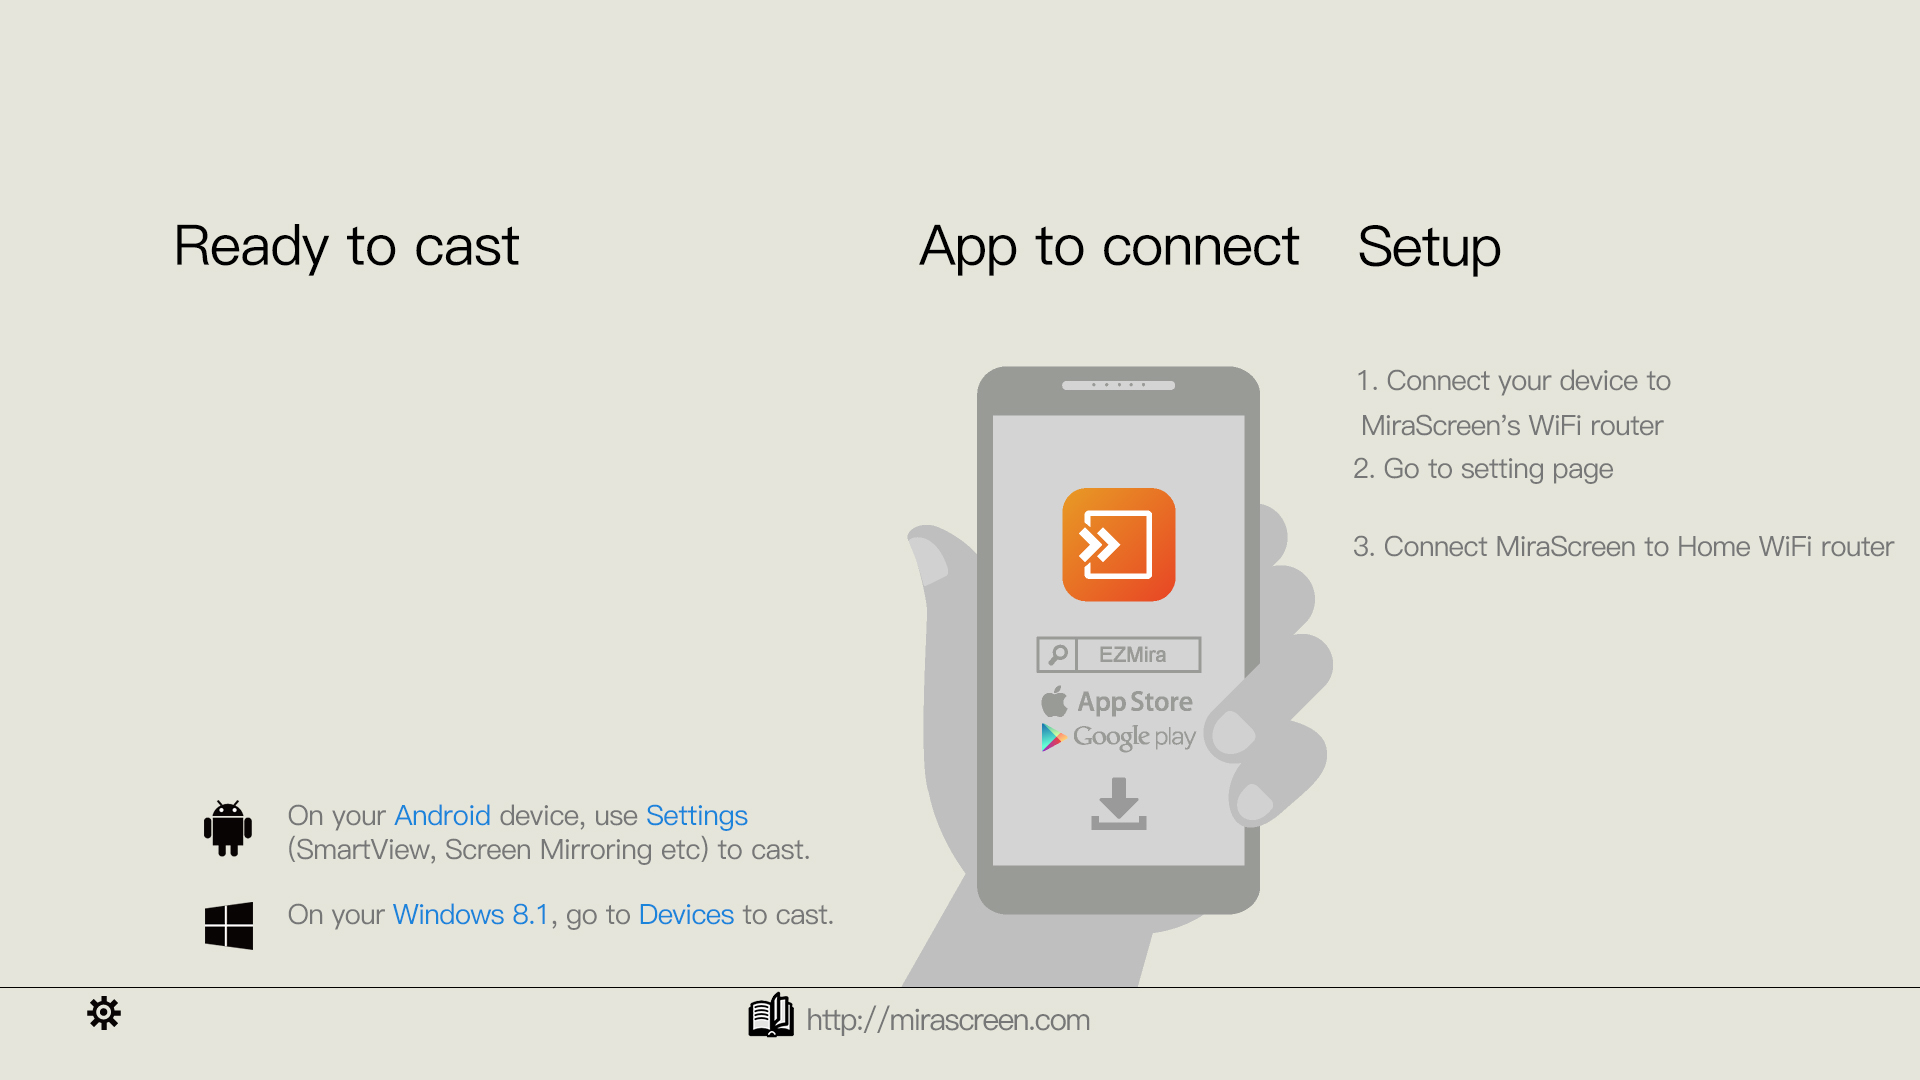 Ready to cast
On your Android device, use Settings
(SmartView, Screen Mirroring etc) to cast.
On your Windows 8.1, go to Devices to cast.
App to connect
EZMira
App Store
Google play
Setup
1. Connect your device to
MiraScreen's WiFi router
2. Go to setting page
3. Connect MiraScreen to Home WiFi router
http://mirascreen.com